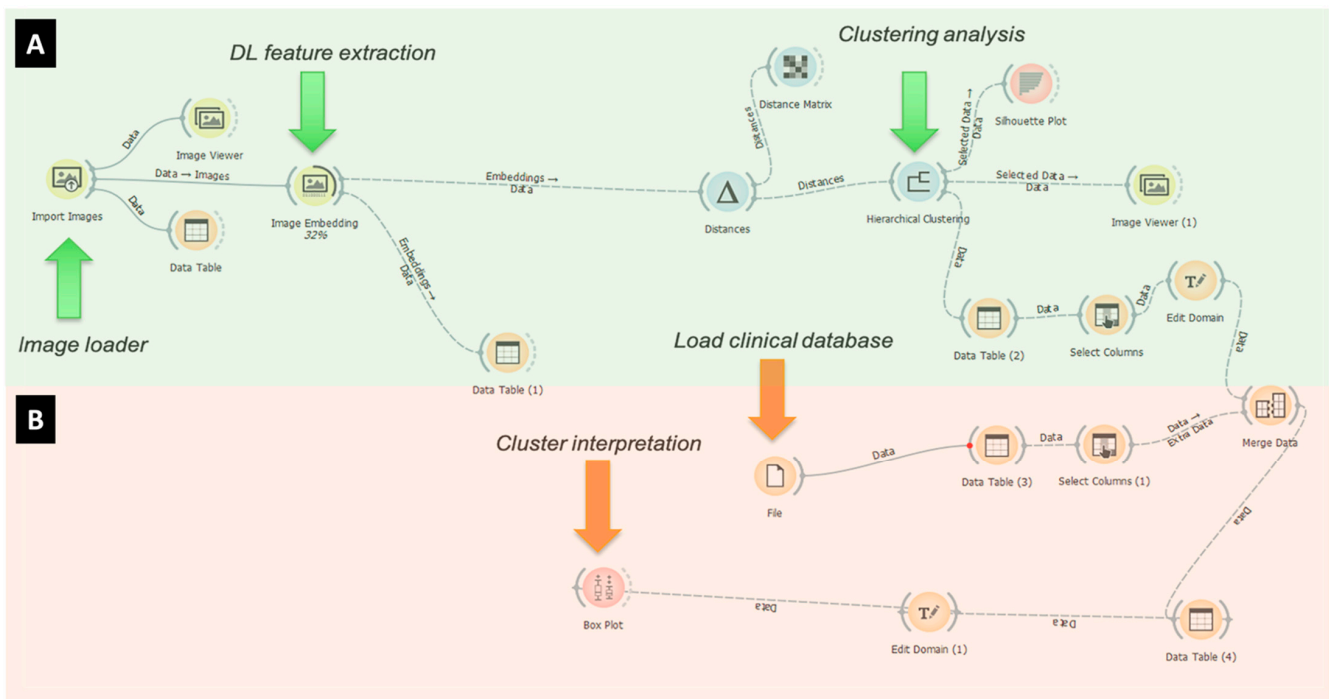 A
DL feature extraction
Clustering analysis
Distance Matrix
Distances
Selected Data →
Data
Silhouette Plot
Data
Image Viewer
Data → Images
Import Images
Data
Data Table
Image Embedding
32%
Embeddings →
Data
Embeddings →
Data
Data Table (1)
Distances
Distances
Hierarchical Clustering
Selected Data →
Data
Image Viewer (1)
Data
Data Table (2)
Data
Select Columns
Data
Edit Domain
Data
Image loader
Load clinical database
B
Cluster interpretation
File
Data
Data Table (3)
Data
Select Columns (1)
Data →
Extra Data
Merge Data
Data
Box Plot
Data
Edit Domain (1)
Data
Data Table (4)